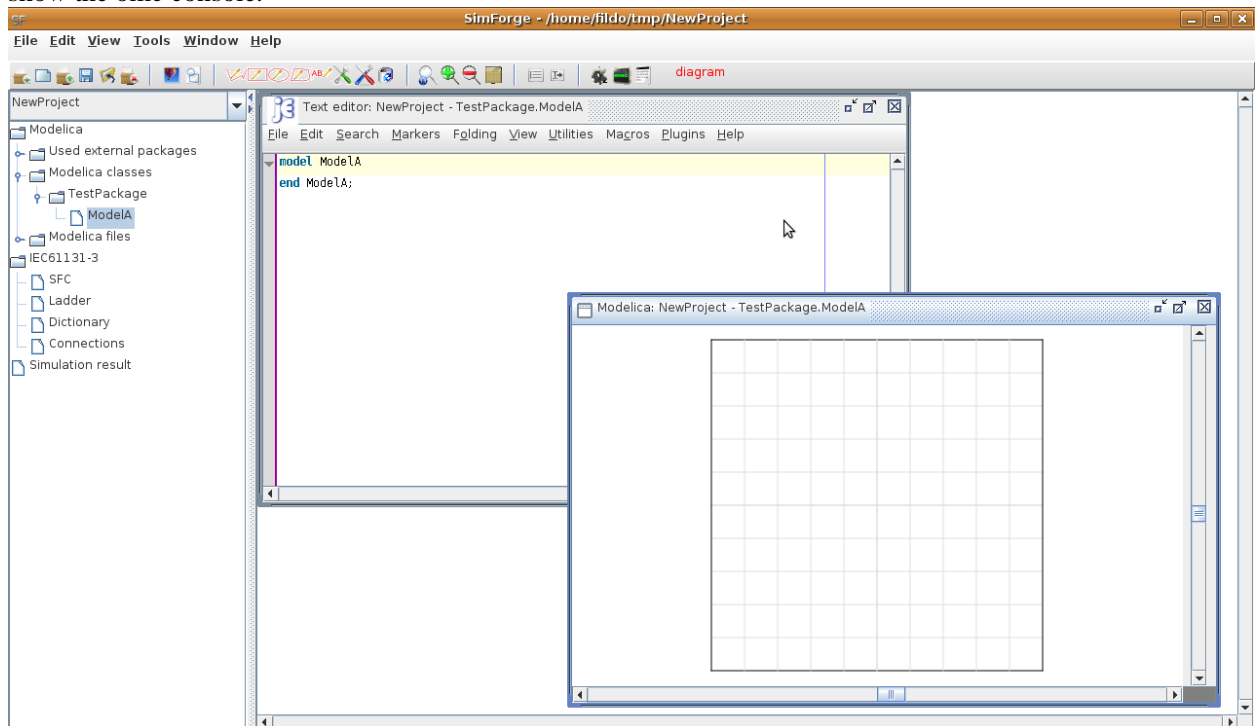 SF SimForge - /home/fildo/tmp/NewProject
File Edit View Tools Window Help
AB diagram
NewProject
Modelica
Used external packages
Modelica classes
TestPackage
ModelA
Modelica files
IEC61131-3
SFC
Ladder
Dictionary
Connections
Simulation result
Text editor: NewProject - TestPackage.ModelA
File Edit Search Markers Folding View Utilities Macros Plugins Help
model ModelA
end ModelA;
Modelica: NewProject - TestPackage.ModelA